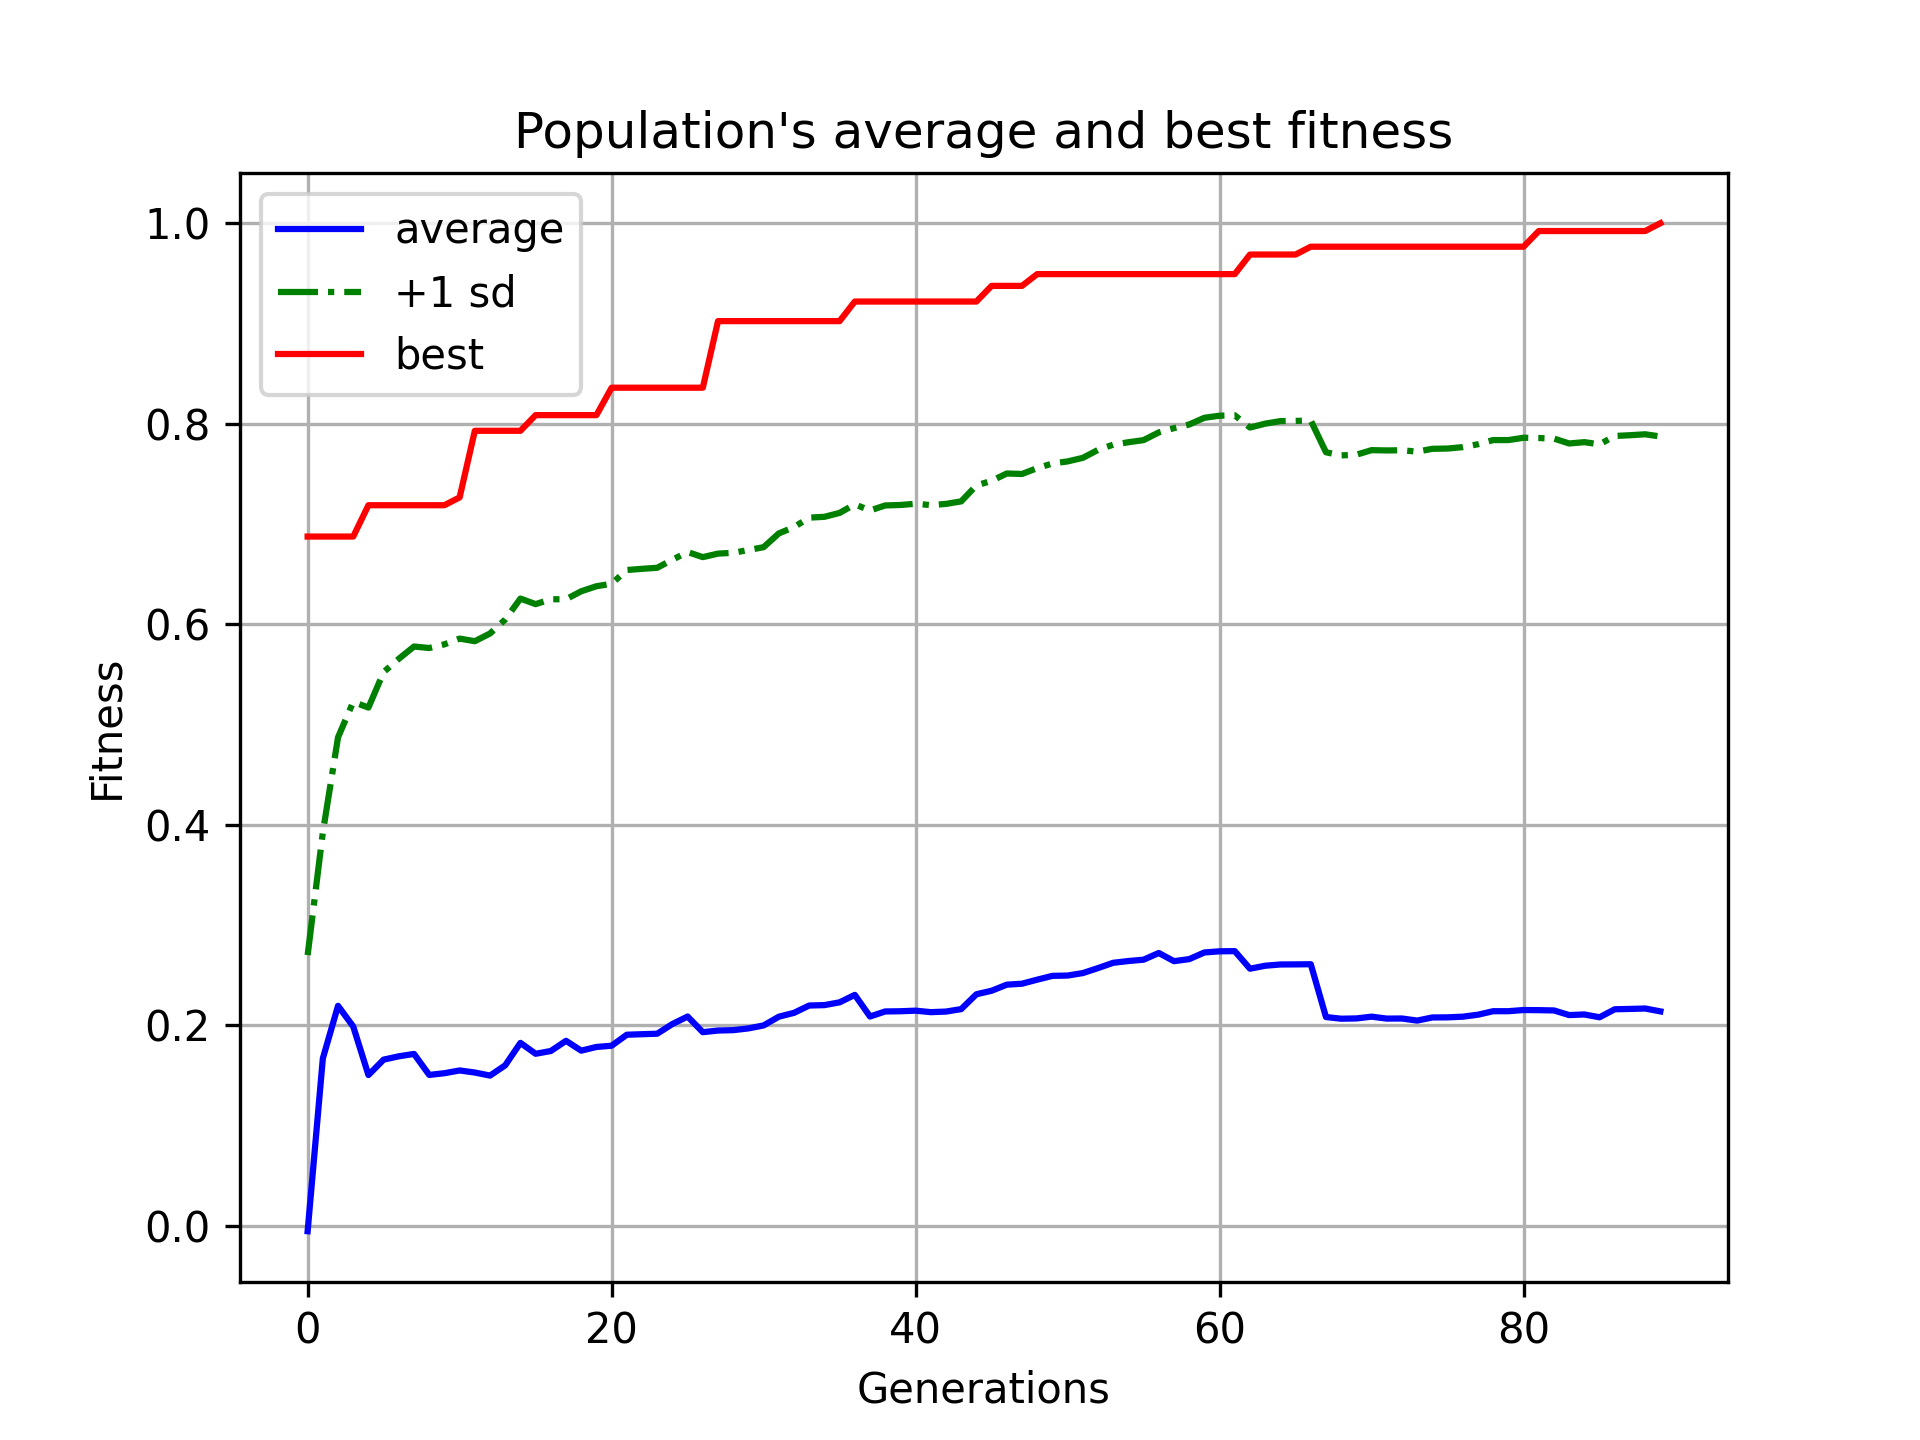 Population's average and best fitness
average
+1 sd
best
1.0
0.8
0.6
0.4
0.2
0.0
Fitness
0 20 40 60 80
Generations